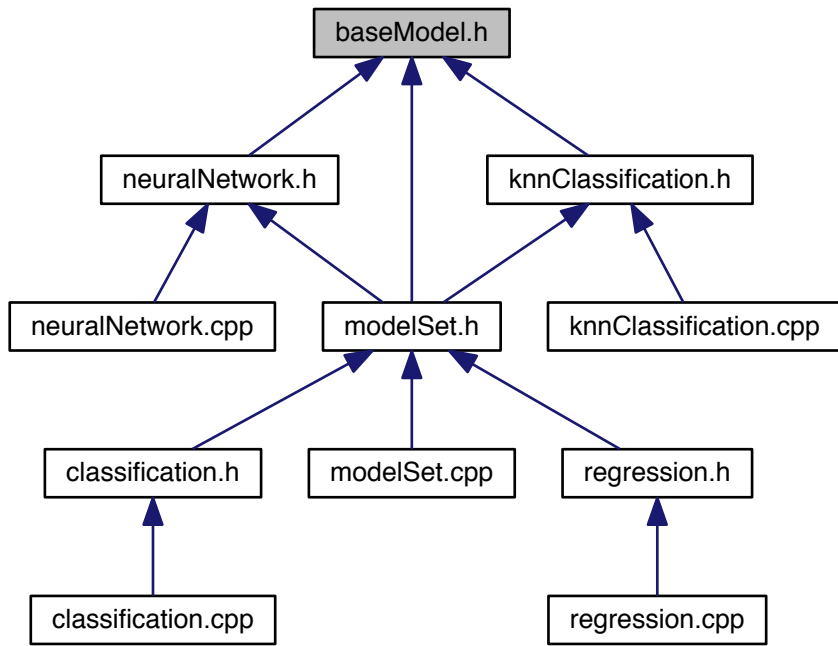 baseModel.h
neuralNetwork.h
knnClassification.h
neuralNetwork.cpp
modelSet.h
knnClassification.cpp
classification.h
modelSet.cpp
regression.h
classification.cpp
regression.cpp